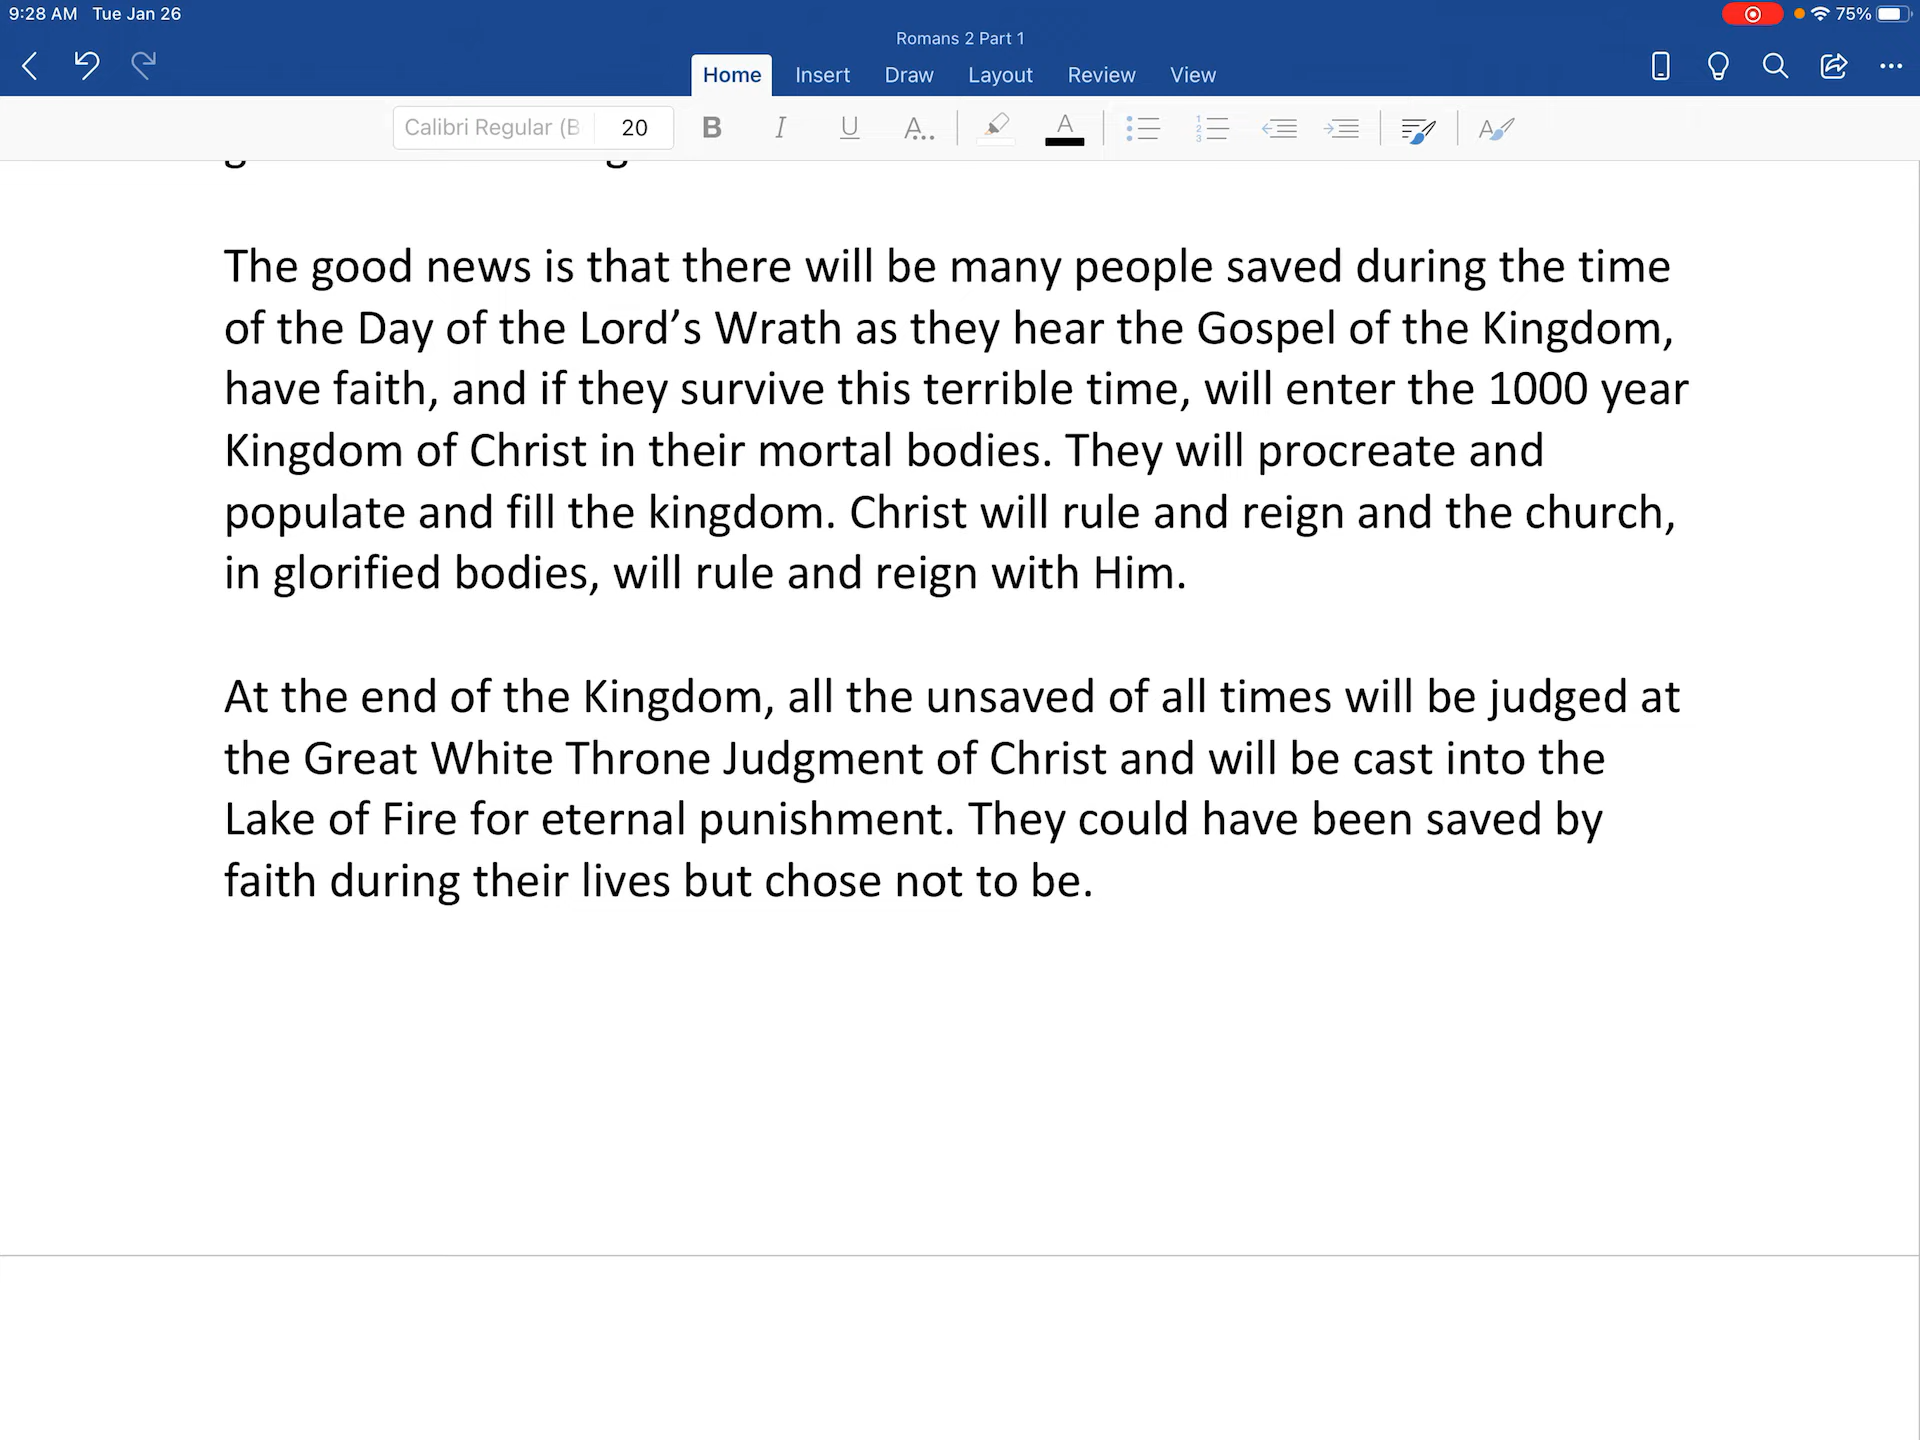 9:28 AM Tue Jan 26
75%
Romans 2 Part 1
Home Insert Draw Layout Review View
Calibri Regular (B 20 B I U A.. A A
The good news is that there will be many people saved during the time
of the Day of the Lord’s Wrath as they hear the Gospel of the Kingdom,
have faith, and if they survive this terrible time, will enter the 1000 year
Kingdom of Christ in their mortal bodies. They will procreate and
populate and fill the kingdom. Christ will rule and reign and the church,
in glorified bodies, will rule and reign with Him.
At the end of the Kingdom, all the unsaved of all times will be judged at
the Great White Throne Judgment of Christ and will be cast into the
Lake of Fire for eternal punishment. They could have been saved by
faith during their lives but chose not to be.